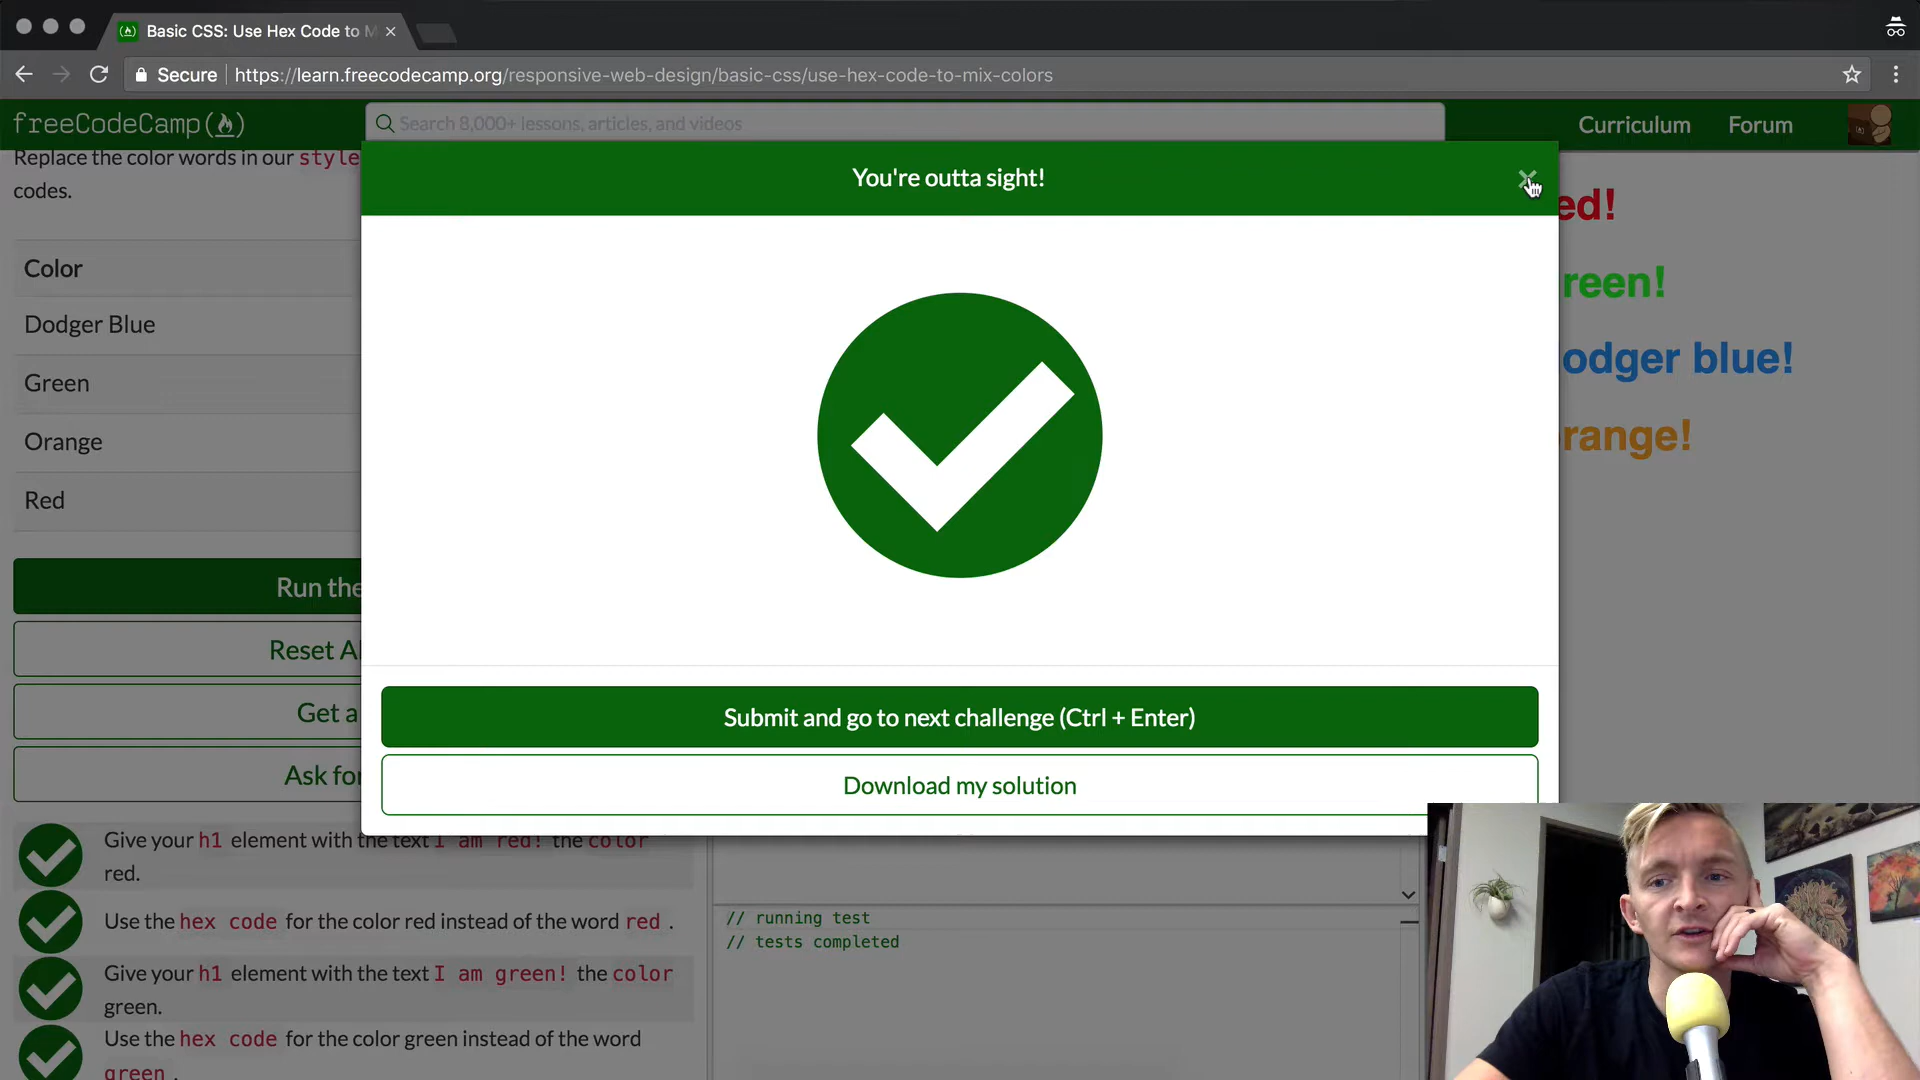 Basic CSS: Use Hex Code to M
Secure
https://learn.freecodecamp.org/responsive-web-design/basic-css/use-hex-code-to-mix-colors
freeCodeCamp
Search 8,000+ lessons, articles, and videos
Curriculum
Forum
Replace the color words in our style
codes.
You're outta sight!
ed!
reen!
odger blue!
range!
Color
Dodger Blue
Green
Orange
Red
Run the
Reset Al
Get a
Ask for
Submit and go to next challenge (Ctrl + Enter)
Download my solution
Give your h1 element with the text I am red! the color
red.
Use the hex code for the color red instead of the word red .
Give your h1 element with the text I am green! the color
green.
Use the hex code for the color green instead of the word
green .
// running test
// tests completed